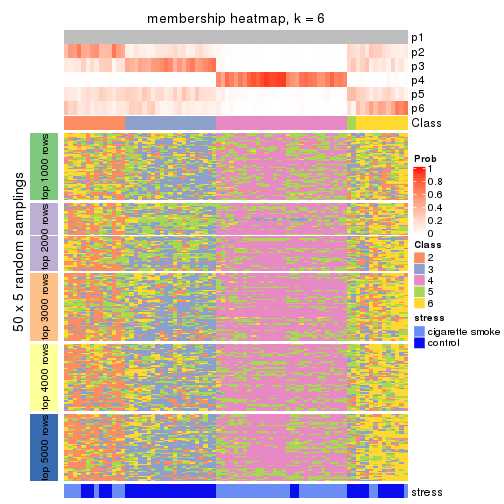 membership heatmap, k = 6
p1
p2
p3
p4
p5
p6
Class
50 x 5 random samplings
top 1000 rows
top 2000 rows
top 3000 rows
top 4000 rows
top 5000 rows
stress
Prob
1
0.8
0.6
0.4
0.2
0
Class
2
3
4
5
6
stress
cigarette smoke
control